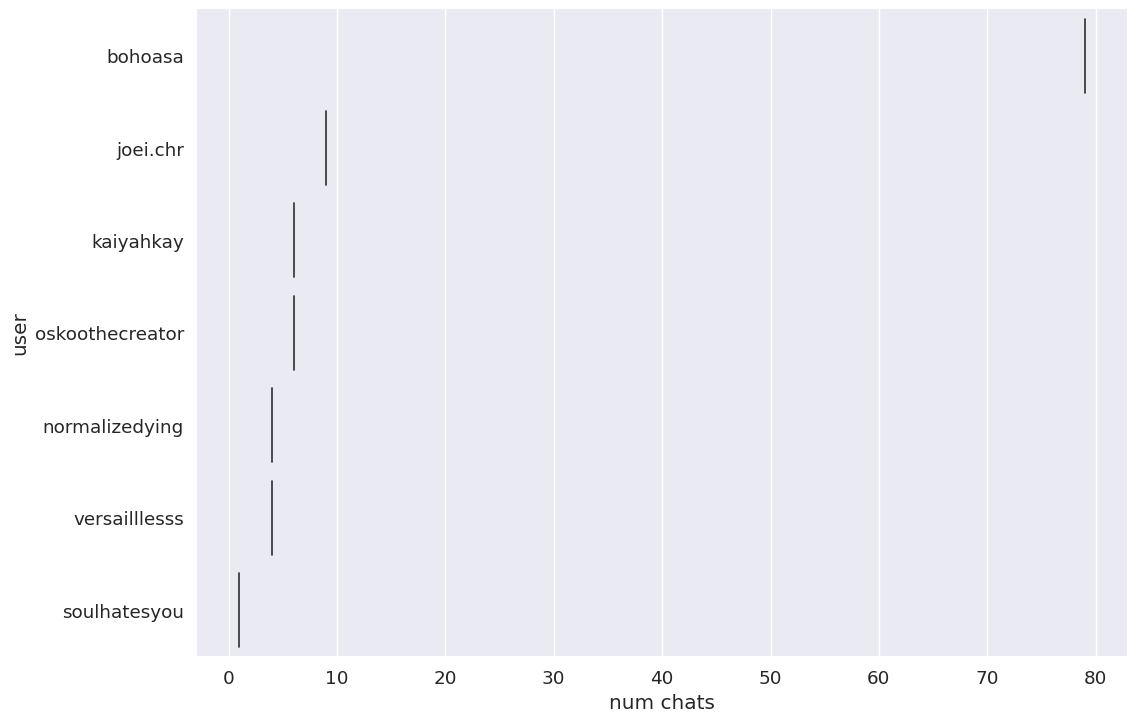 bohoasa
joei.chr
kaiyahkay
oskoothecreator
normalizedying
versailllesss
soulhatesyou
user
0 10 20 30 40 50 60 70 80
num chats